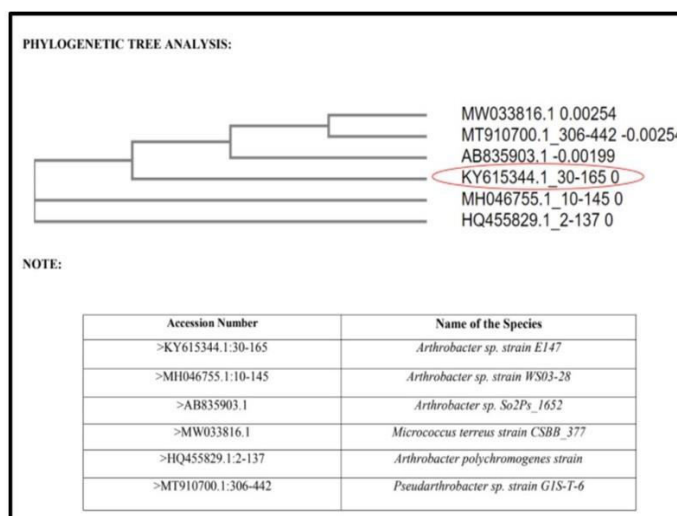 PHYLOGENETIC TREE ANALYSIS:
MW033816.1 0.00254
MT910700.1_306-442 -0.00254
AB835903.1 -0.00199
KY615344.1_30-165 0
MH046755.1_10-145 0
HQ455829.1_2-137 0
NOTE:
Accession Number Name of the Species
>KY615344.1:30-165 Arthrobacter sp. strain E147
>MH046755.1:10-145 Arthrobacter sp. strain WS03-28
>AB835903.1 Arthrobacter sp. So2Ps_1652
>MW033816.1 Micrococcus terreus strain CSBB_377
>HQ455829.1:2-137 Arthrobacter polychromogenes strain
>MT910700.1:306-442 Pseudarthrobacter sp. strain G1S-T-6